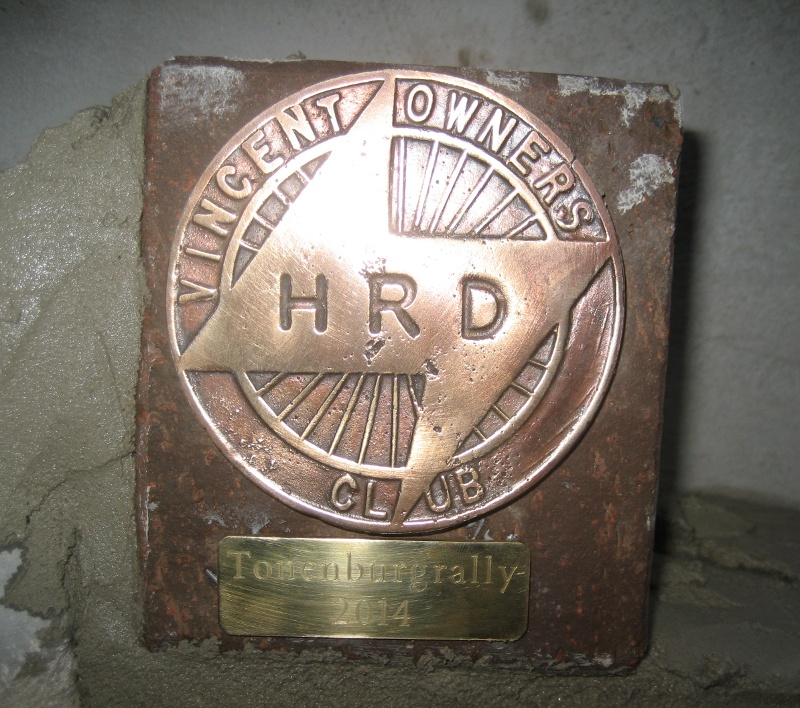 VINCENT OWNERS
HRD
CLUB
Tonenburgrally-
2014